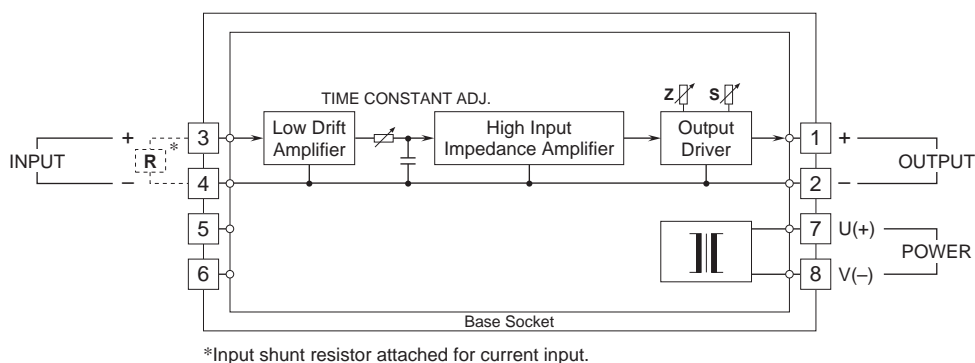 TIME CONSTANT ADJ.
Z S
INPUT
+
R *
–
3
4
5
6
Low Drift
Amplifier
High Input
Impedance Amplifier
Output
Driver
1 +
2 –
OUTPUT
7 U(+)
8 V(–)
POWER
Base Socket
*Input shunt resistor attached for current input.